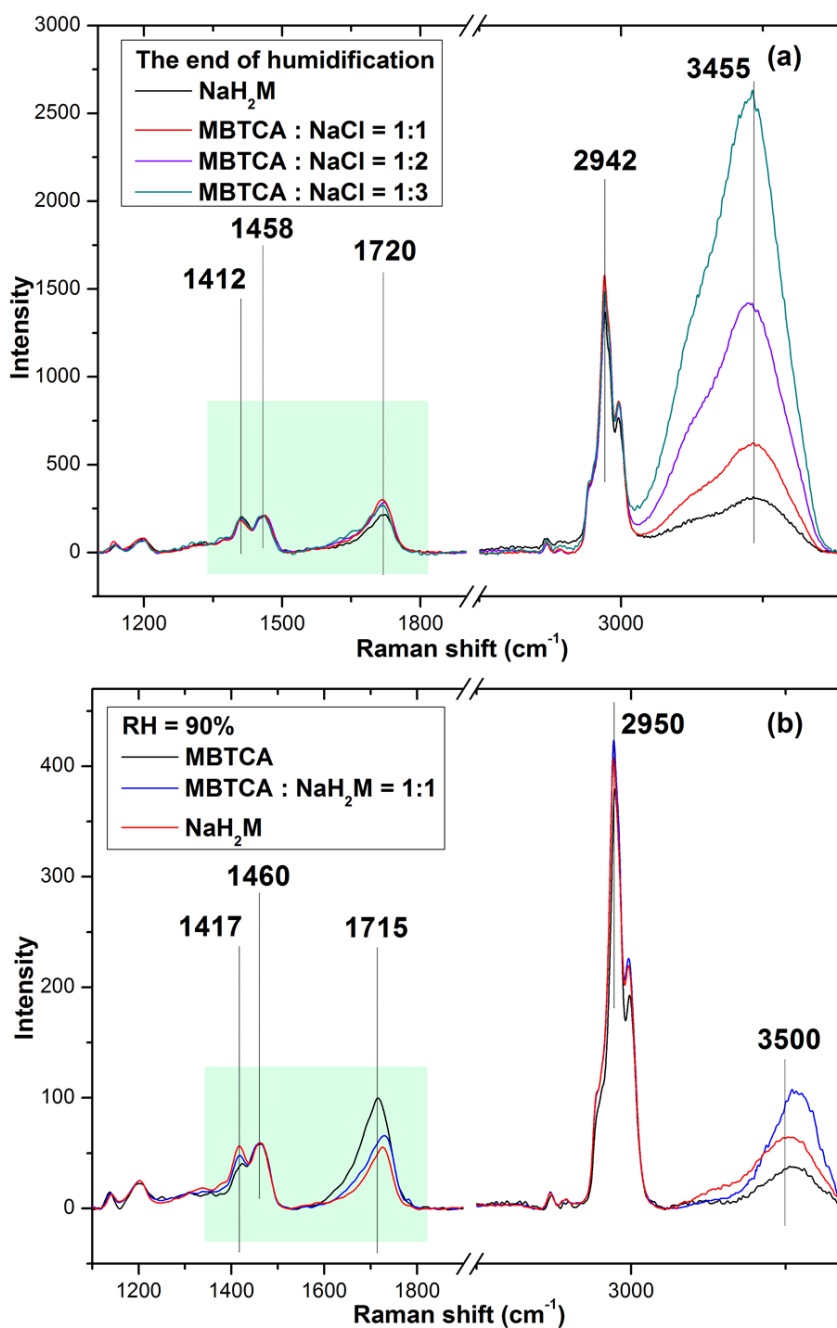 3000
2500
2000
1500
1000
500
0
Intensity
The end of humidification
NaH₂M
MBTCA : NaCl = 1:1
MBTCA : NaCl = 1:2
MBTCA : NaCl = 1:3
(a)
3455
2942
1458
1412
1720
1200
1500
1800
3000
Raman shift (cm⁻¹)
400
300
200
100
0
Intensity
RH = 90%
MBTCA
MBTCA : NaH₂M = 1:1
NaH₂M
(b)
2950
1460
1417
1715
3500
1200
1400
1600
1800
3000
Raman shift (cm⁻¹)